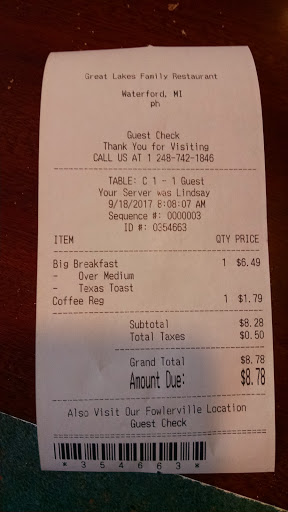 Great Lakes Family Restaurant
Waterford, MI
ph
Guest Check
Thank You for Visiting
CALL US AT 1 248-742-1846
TABLE: C 1 - 1 Guest
Your Server was Lindsay
9/18/2017 8:08:07 AM
Sequence #: 0000003
ID #: 0354663
ITEM QTY PRICE
Big Breakfast 1 $6.49
- Over Medium
- Texas Toast
Coffee Reg 1 $1.79
Subtotal $8.28
Total Taxes $0.50
Grand Total $8.78
Amount Due: $8.78
Also Visit Our Fowlerville Location
Guest Check
* 3 5 4 6 6 3 *